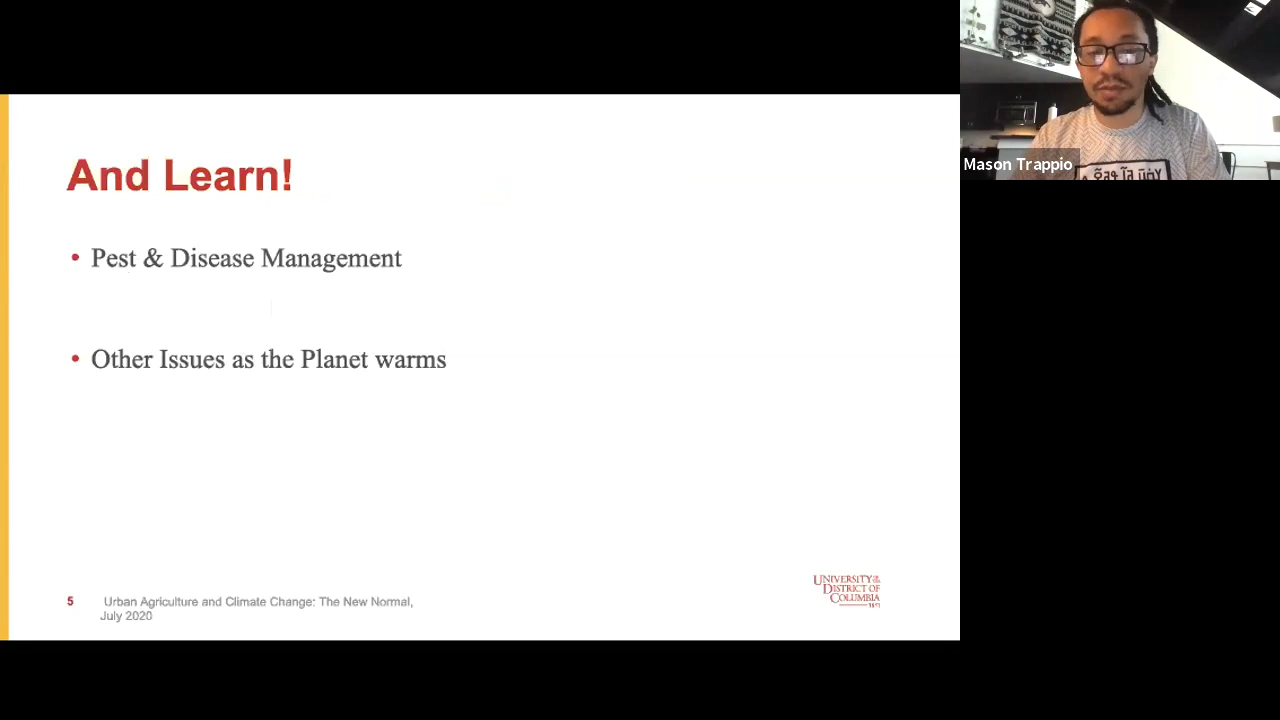 And Learn!
• Pest & Disease Management
• Other Issues as the Planet warms
5 Urban Agriculture and Climate Change: The New Normal,
July 2020
UNIVERSITY OF THE
DISTRICT OF
COLUMBIA
1851
Mason Trappio